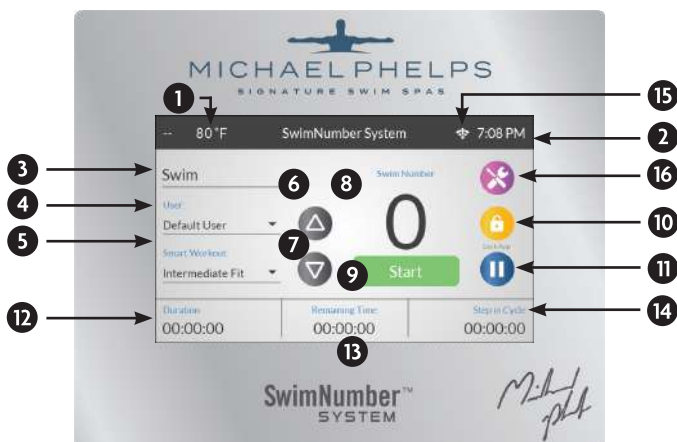 MICHAEL PHELPS
SIGNATURE SWIM SPAS
1
15
-- 80°F SwimNumber System 7:08 PM
2
3
Swim
6
8
Swim Number
16
4
User
Default User
0
10
5
7
Smart Workout
Intermediate Fit
9
Start
11
12
Duration
Remaining Time
Step in Cycle
14
00:00:00
00:00:00
00:00:00
13
SwimNumber™
SYSTEM